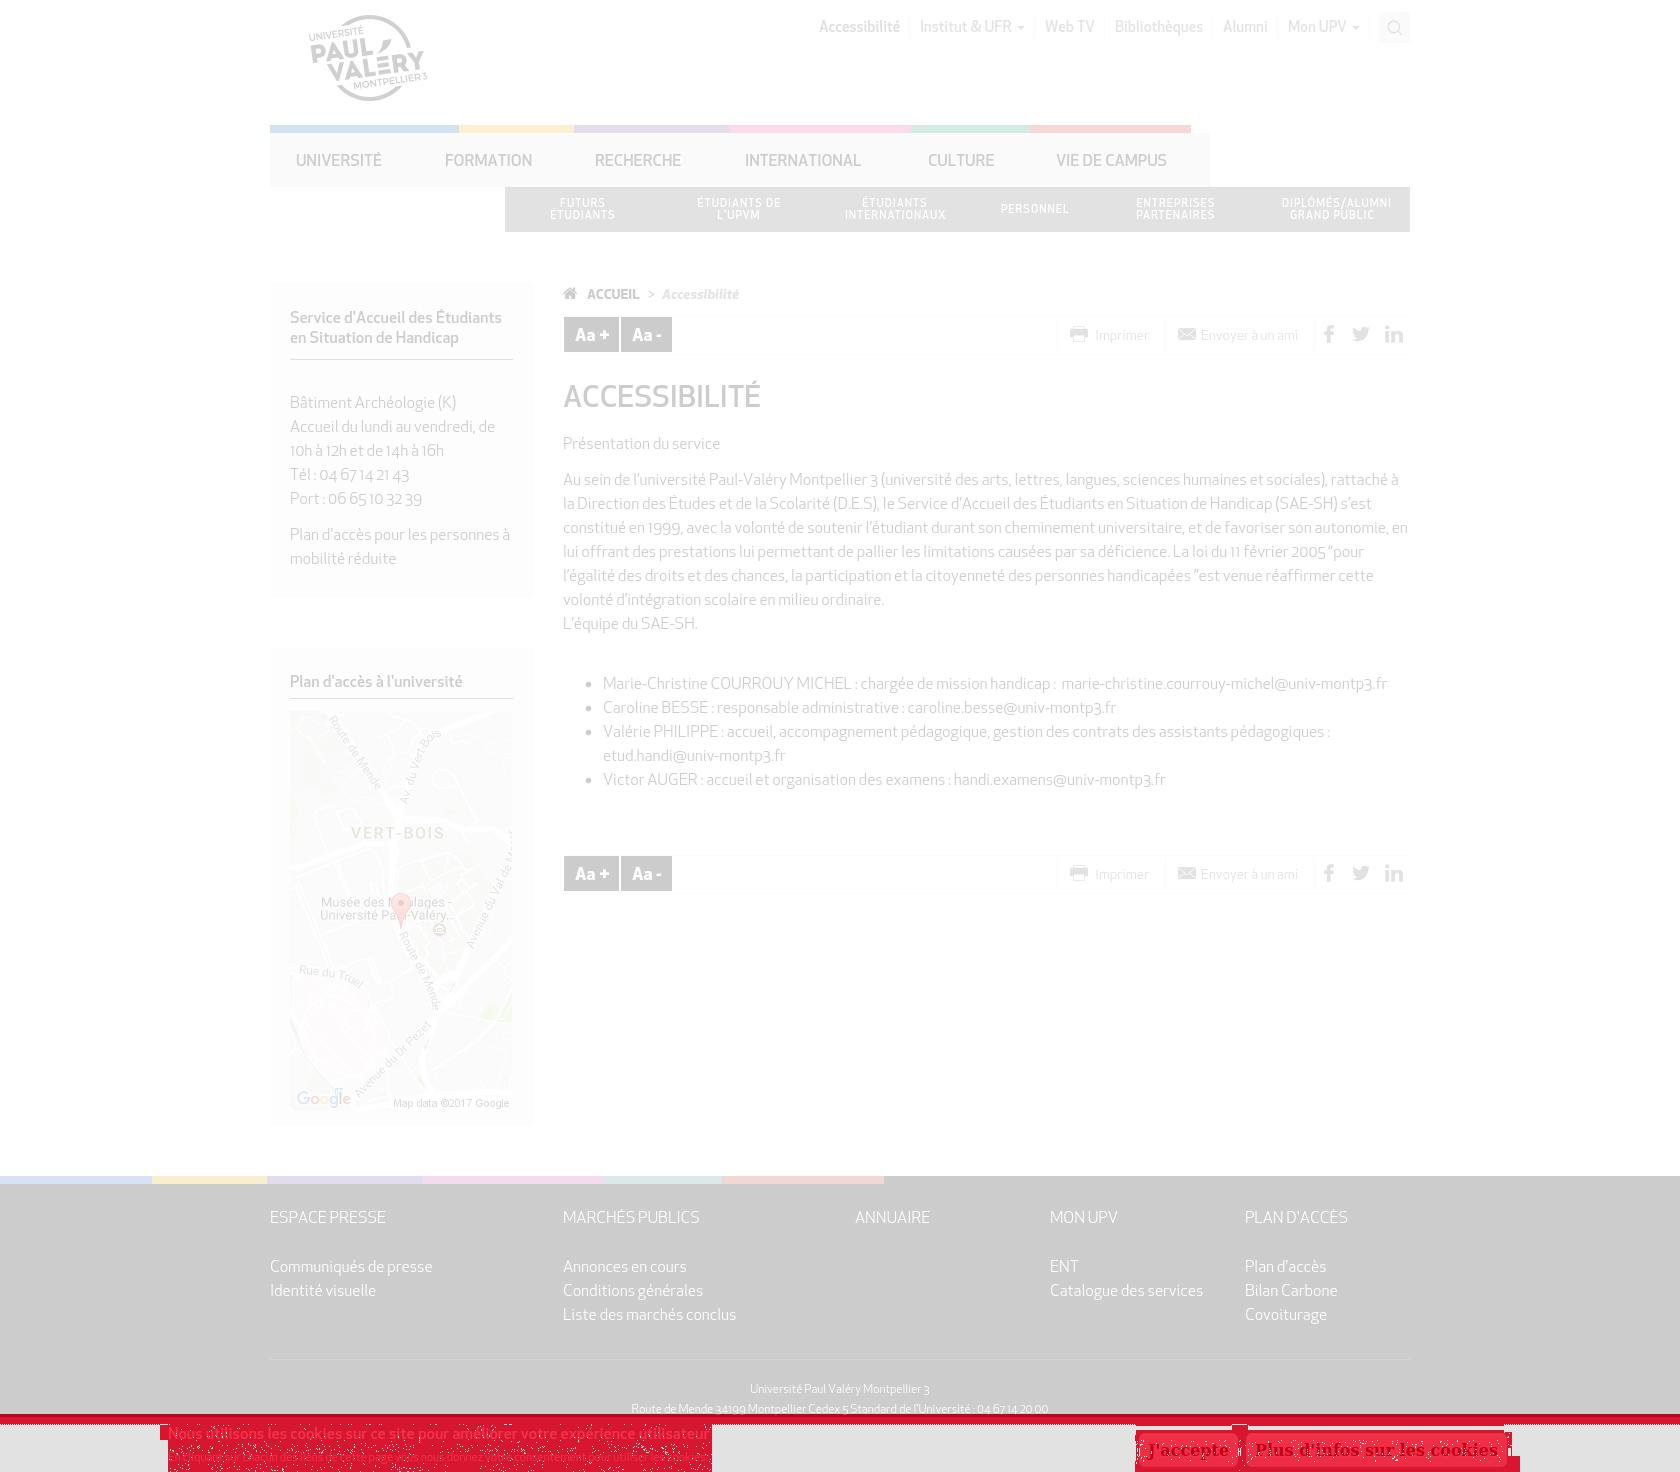 UNIVERSITÉ
PAUL
VALÉRY
MONTPELLIER 3
Accessibilité
Institut & UFR
Web TV
Bibliothèques
Alumni
Mon UPV
UNIVERSITÉ
FORMATION
RECHERCHE
INTERNATIONAL
CULTURE
VIE DE CAMPUS
FUTURS
ÉTUDIANTS
ÉTUDIANTS DE
L'UPVM
ÉTUDIANTS
INTERNATIONAUX
PERSONNEL
ENTREPRISES
PARTENAIRES
DIPLÔMÉS/ALUMNI
GRAND PUBLIC
Service d'Accueil des Étudiants
en Situation de Handicap
Bâtiment Archéologie (K)
Accueil du lundi au vendredi, de
10h à 12h et de 14h à 16h
Tél : 04 67 14 21 43
Port : 06 65 10 32 39
Plan d'accès pour les personnes à
mobilité réduite
Plan d'accès à l'université
Route de Mende
Av. du Vert-Bois
VERT-BOIS
Musée des Moulages -
Université Paul-Valéry...
Route de Mende
Rue du Truel
Avenue du Dr Pezet
Google
Map data ©2017 Google
ACCUEIL > Accessibilité
Aa + Aa - Imprimer Envoyer à un ami
ACCESSIBILITÉ
Présentation du service
Au sein de l'université Paul-Valéry Montpellier 3 (université des arts, lettres, langues, sciences humaines et sociales), rattaché à
la Direction des Études et de la Scolarité (D.E.S), le Service d'Accueil des Étudiants en Situation de Handicap (SAE-SH) s'est
constitué en 1999, avec la volonté de soutenir l'étudiant durant son cheminement universitaire, et de favoriser son autonomie, en
lui offrant des prestations lui permettant de pallier les limitations causées par sa déficience. La loi du 11 février 2005 "pour
l'égalité des droits et des chances, la participation et la citoyenneté des personnes handicapées "est venue réaffirmer cette
volonté d'intégration scolaire en milieu ordinaire.
L'équipe du SAE-SH.
Marie-Christine COURROUY MICHEL : chargée de mission handicap : marie-christine.courrouy-michel@univ-montp3.fr
Caroline BESSE : responsable administrative : caroline.besse@univ-montp3.fr
Valérie PHILIPPE : accueil, accompagnement pédagogique, gestion des contrats des assistants pédagogiques :
etud.handi@univ-montp3.fr
Victor AUGER : accueil et organisation des examens : handi.examens@univ-montp3.fr
Aa + Aa - Imprimer Envoyer à un ami
ESPACE PRESSE
Communiqués de presse
Identité visuelle
MARCHÉS PUBLICS
Annonces en cours
Conditions générales
Liste des marchés conclus
ANNUAIRE
MON UPV
ENT
Catalogue des services
PLAN D'ACCÈS
Plan d'accès
Bilan Carbone
Covoiturage
Université Paul Valéry Montpellier 3
Route de Mende 34199 Montpellier Cedex 5 Standard de l'Université : 04 67 14 20 00
Nous utilisons les cookies sur ce site pour améliorer votre expérience utilisateur
J'accepte
Plus d'infos sur les cookies